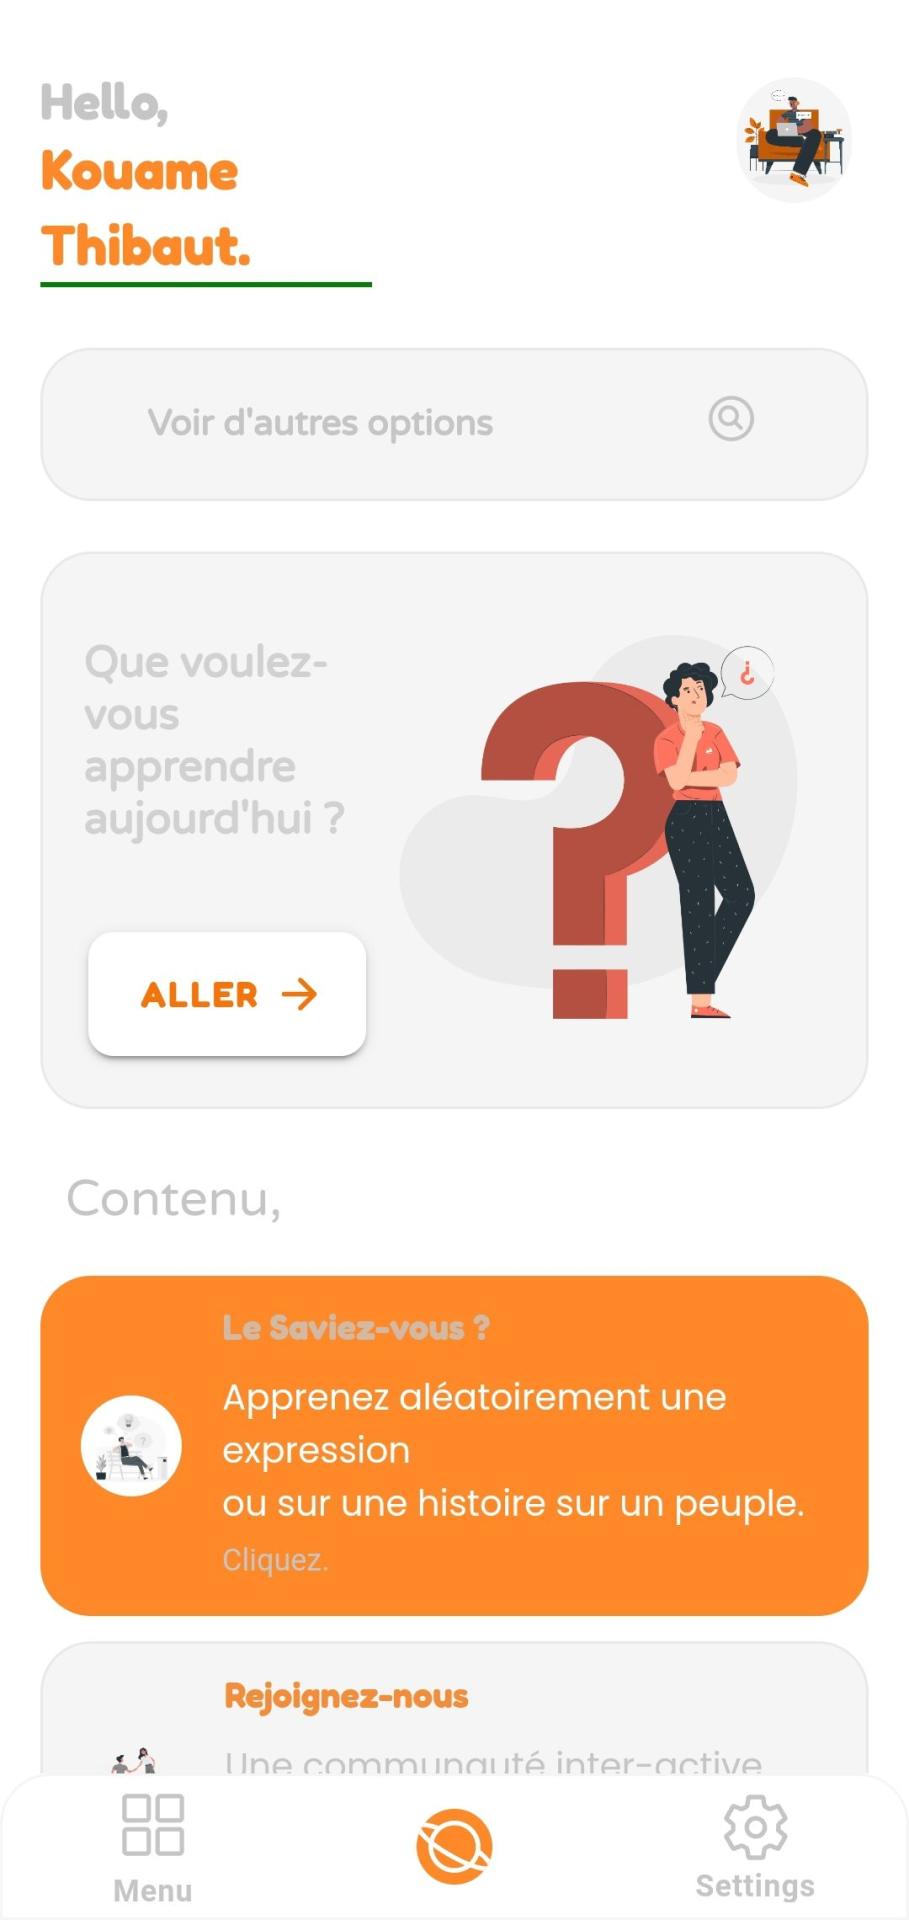 Hello,
Kouame
Thibaut.
Voir d'autres options
Que voulez-
vous
apprendre
aujourd'hui ?
ALLER
Contenu,
Le Saviez-vous ?
Apprenez aléatoirement une
expression
ou sur une histoire sur un peuple.
Cliquez.
Rejoignez-nous
Une communauté inter-active
Menu
Settings